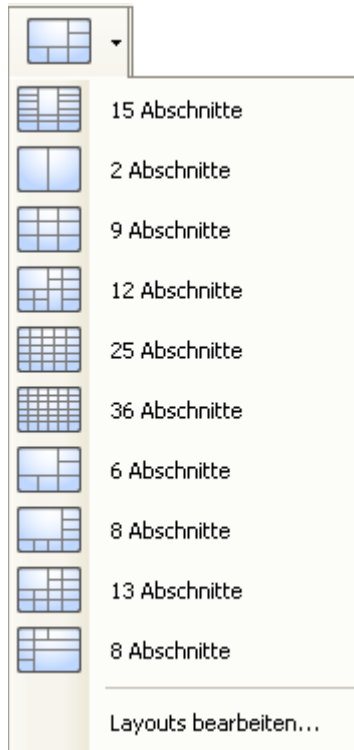 15 Abschnitte
2 Abschnitte
9 Abschnitte
12 Abschnitte
25 Abschnitte
36 Abschnitte
6 Abschnitte
8 Abschnitte
13 Abschnitte
8 Abschnitte
Layouts bearbeiten...